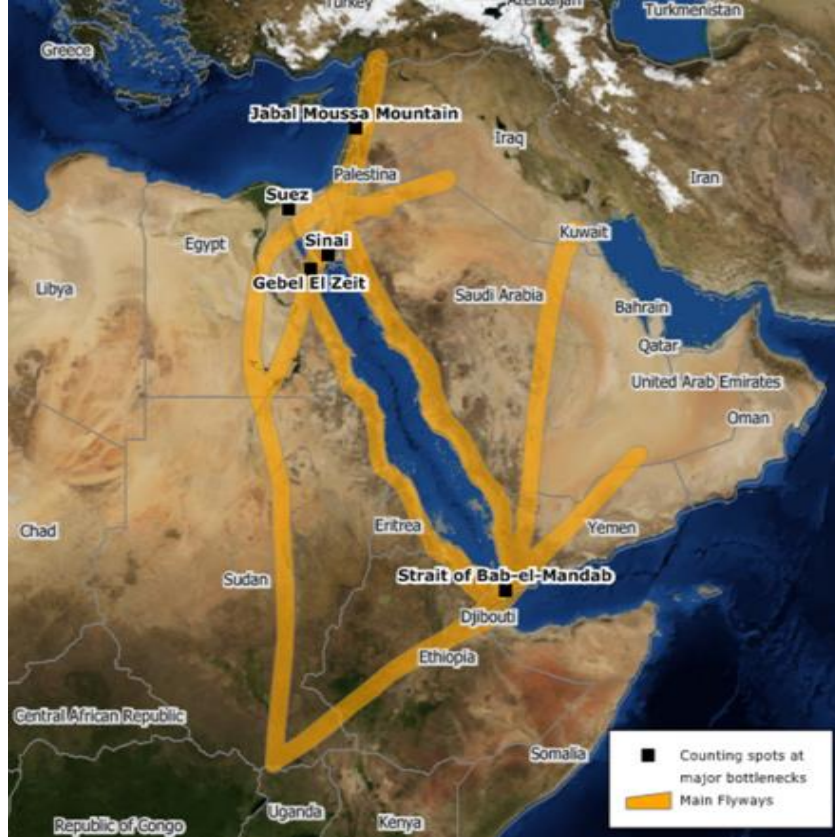 Turkey
Azerbaijan
Turkmenistan
Greece
Jabal Moussa Mountain
Iraq
Palestina
Iran
Suez
Sinai
Egypt
Kuwait
Gebel El Zeit
Libya
Saudi Arabia
Bahrain
Qatar
United Arab Emirates
Oman
Chad
Eritrea
Yemen
Sudan
Strait of Bab-el-Mandab
Djibouti
Ethiopia
Central African Republic
Somalia
Uganda
Kenya
Republic of Congo
Counting spots at
major bottlenecks
Main Flyways